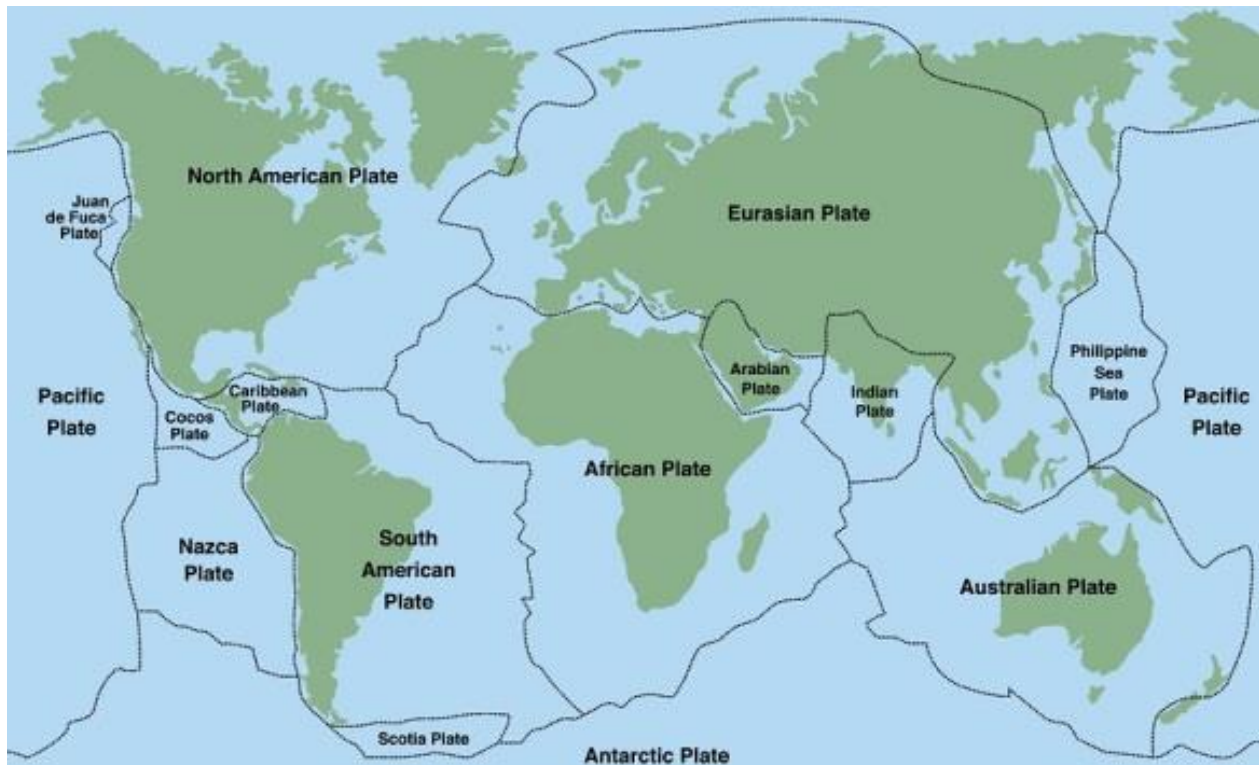 North American Plate
Juan
de Fuca
Plate
Eurasian Plate
Philippine
Sea
Plate
Arabian
Plate
Indian
Plate
Caribbean
Plate
Cocos
Plate
Pacific
Plate
Pacific
Plate
African Plate
Nazca
Plate
South
American
Plate
Australian Plate
Scotia Plate
Antarctic Plate